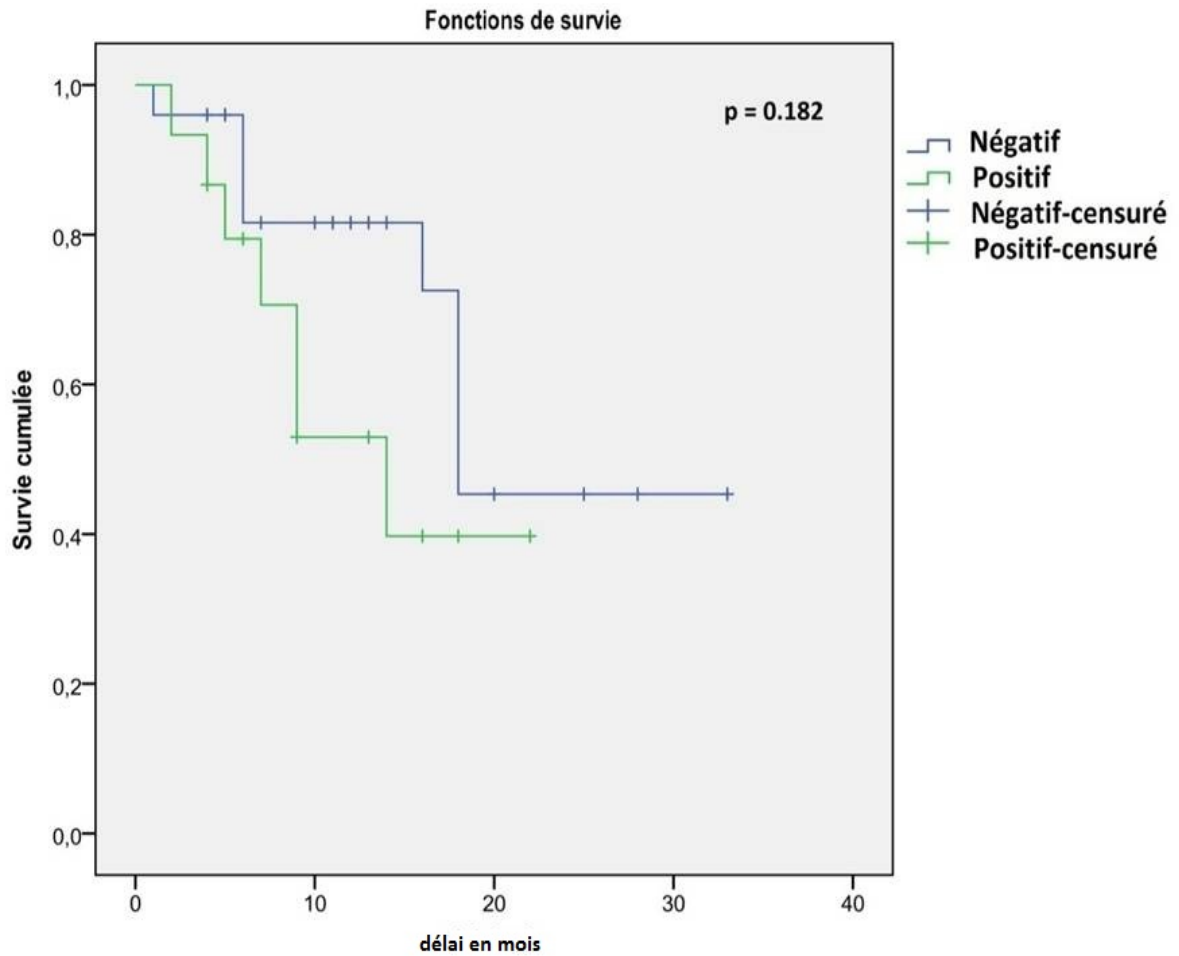 Fonctions de survie
p = 0.182
Négatif
Positif
Négatif-censuré
Positif-censuré
Survie cumulée
1,0
0,8
0,6
0,4
0,2
0,0
0 10 20 30 40
délai en mois